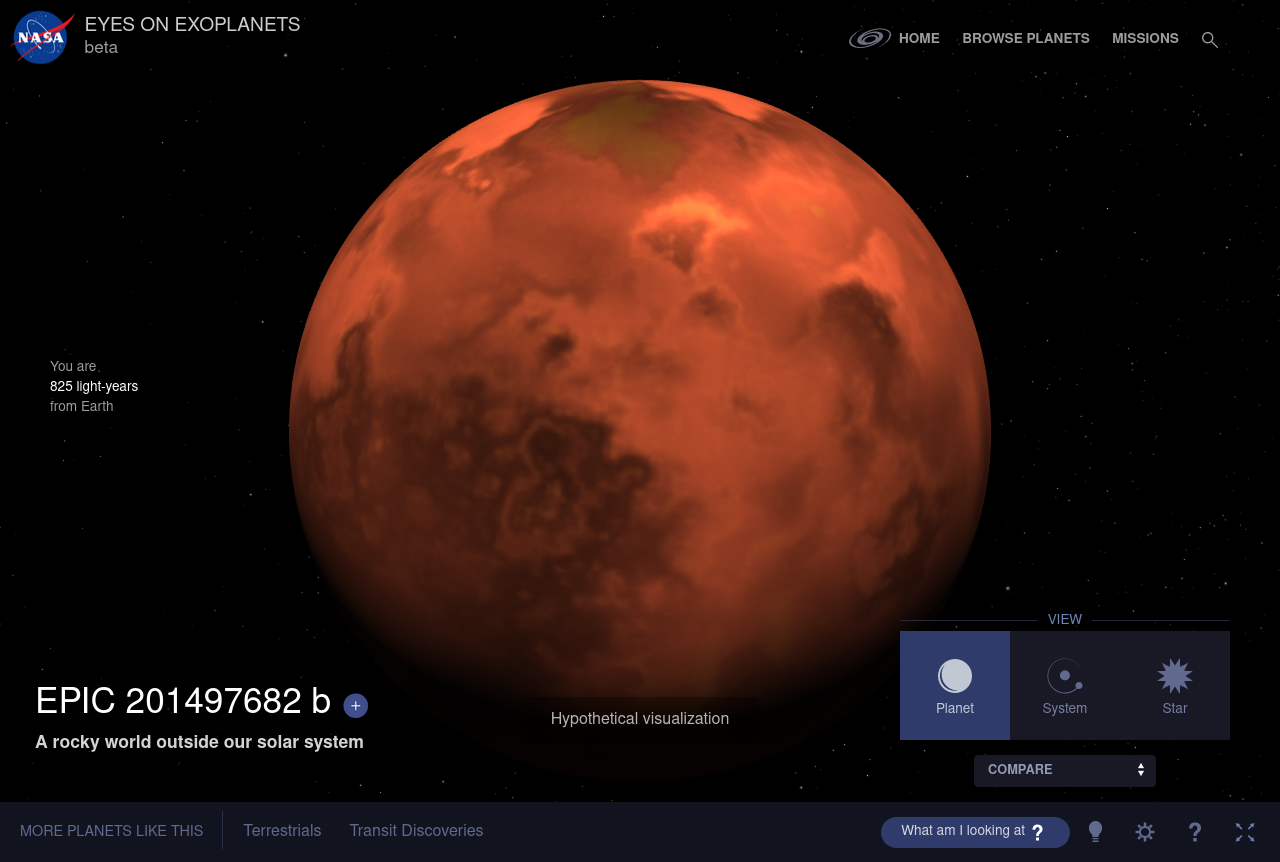 NASA
EYES ON EXOPLANETS
beta
HOME
BROWSE PLANETS
MISSIONS
You are
825 light-years
from Earth
VIEW
Planet
System
Star
EPIC 201497682 b +
A rocky world outside our solar system
Hypothetical visualization
COMPARE
MORE PLANETS LIKE THIS
Terrestrials
Transit Discoveries
What am I looking at ?
?